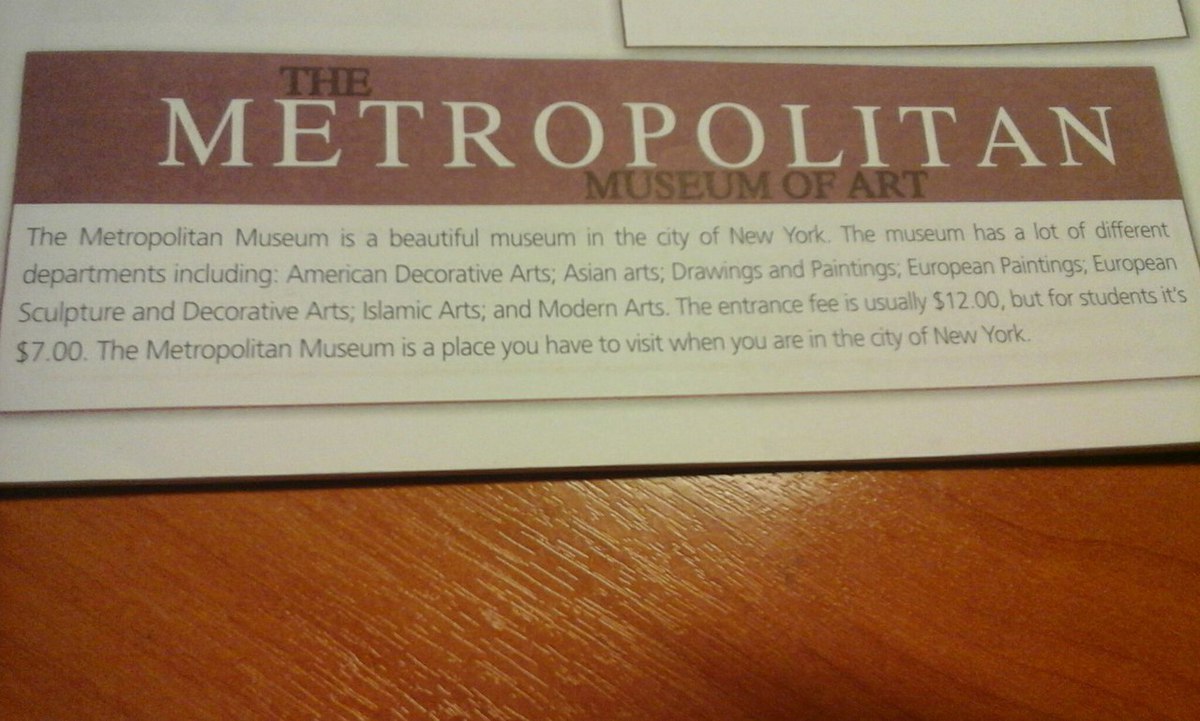 THE
METROPOLITAN
MUSEUM OF ART
The Metropolitan Museum is a beautiful museum in the city of New York. The museum has a lot of different
departments including: American Decorative Arts; Asian arts; Drawings and Paintings; European Paintings; European
Sculpture and Decorative Arts; Islamic Arts; and Modern Arts. The entrance fee is usually $12.00, but for students it's
$7.00. The Metropolitan Museum is a place you have to visit when you are in the city of New York.